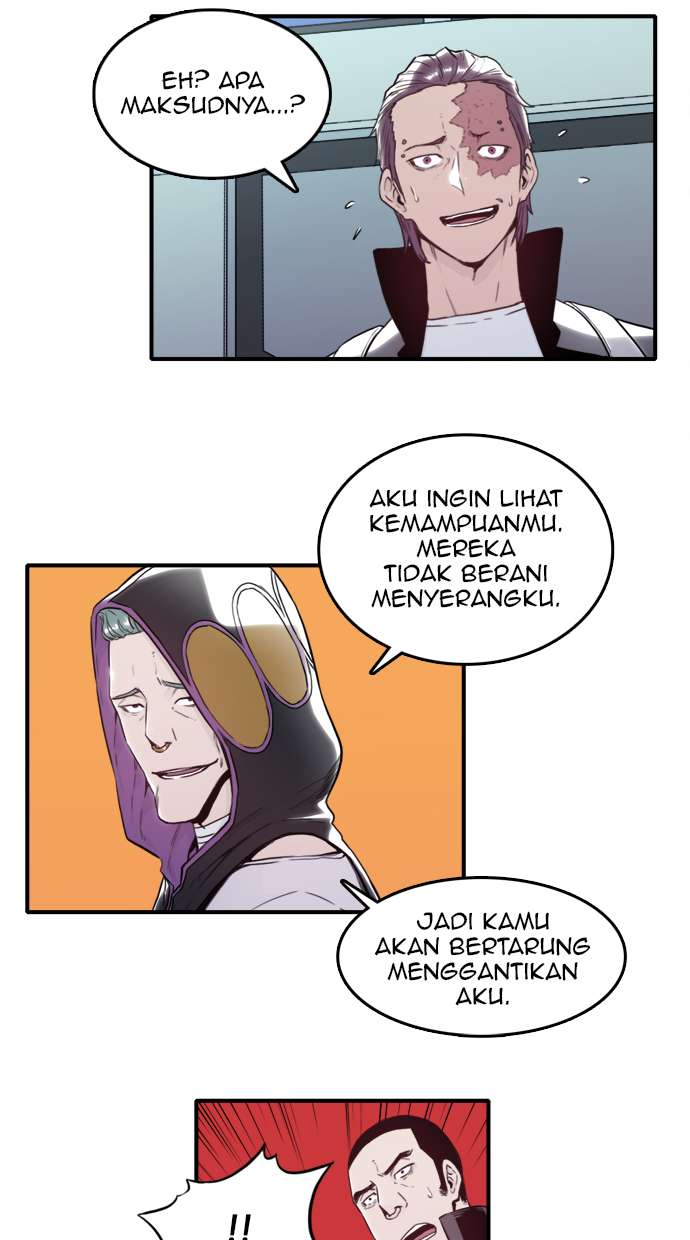 EH? APA
MAKSUDNYA...?
AKU INGIN LIHAT
KEMAMPUANMU.
MEREKA
TIDAK BERANI
MENYERANGKU.
JADI KAMU
AKAN BERTARUNG
MENGGANTIKAN
AKU.
!!